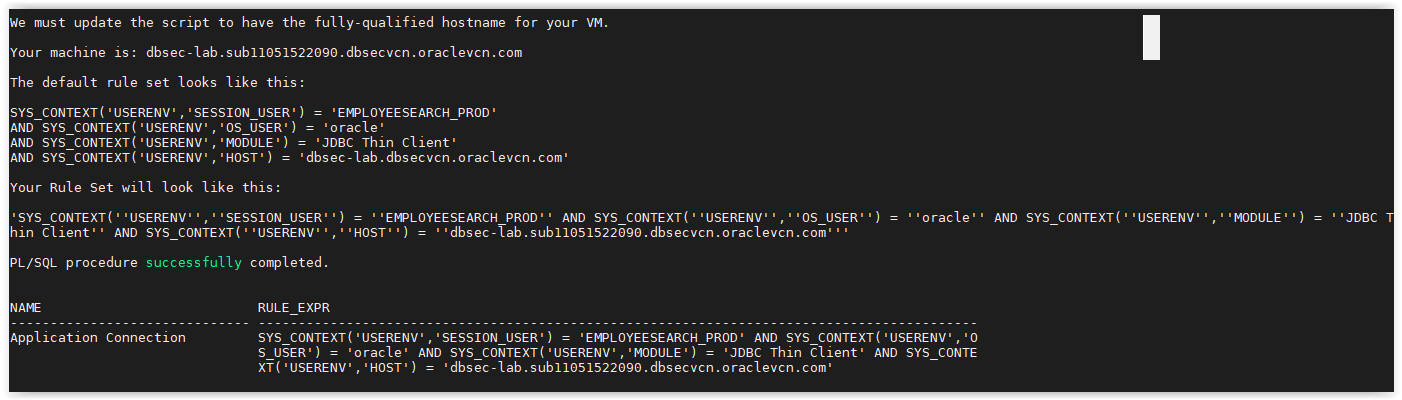 We must update the script to have the fully-qualified hostname for your VM.
Your machine is: dbsec-lab.sub11051522090.dbsecvcn.oraclevcn.com
The default rule set looks like this:
SYS_CONTEXT('USERENV','SESSION_USER') = 'EMPLOYEESEARCH_PROD'
AND SYS_CONTEXT('USERENV','OS_USER') = 'oracle'
AND SYS_CONTEXT('USERENV','MODULE') = 'JDBC Thin Client'
AND SYS_CONTEXT('USERENV','HOST') = 'dbsec-lab.dbsecvcn.oraclevcn.com'
Your Rule Set will look like this:
'SYS_CONTEXT(''USERENV'',''SESSION_USER'') = ''EMPLOYEESEARCH_PROD'' AND SYS_CONTEXT(''USERENV'',''OS_USER'') = ''oracle'' AND SYS_CONTEXT(''USERENV'',''MODULE'') = ''JDBC T
hin Client'' AND SYS_CONTEXT(''USERENV'',''HOST'') = ''dbsec-lab.sub11051522090.dbsecvcn.oraclevcn.com'''
PL/SQL procedure successfully completed.
NAME                           RULE_EXPR
------------------------------ ------------------------------------------------------------------------------------------
Application Connection         SYS_CONTEXT('USERENV','SESSION_USER') = 'EMPLOYEESEARCH_PROD' AND SYS_CONTEXT('USERENV','O
S_USER') = 'oracle' AND SYS_CONTEXT('USERENV','MODULE') = 'JDBC Thin Client' AND SYS_CONTE
XT('USERENV','HOST') = 'dbsec-lab.sub11051522090.dbsecvcn.oraclevcn.com'